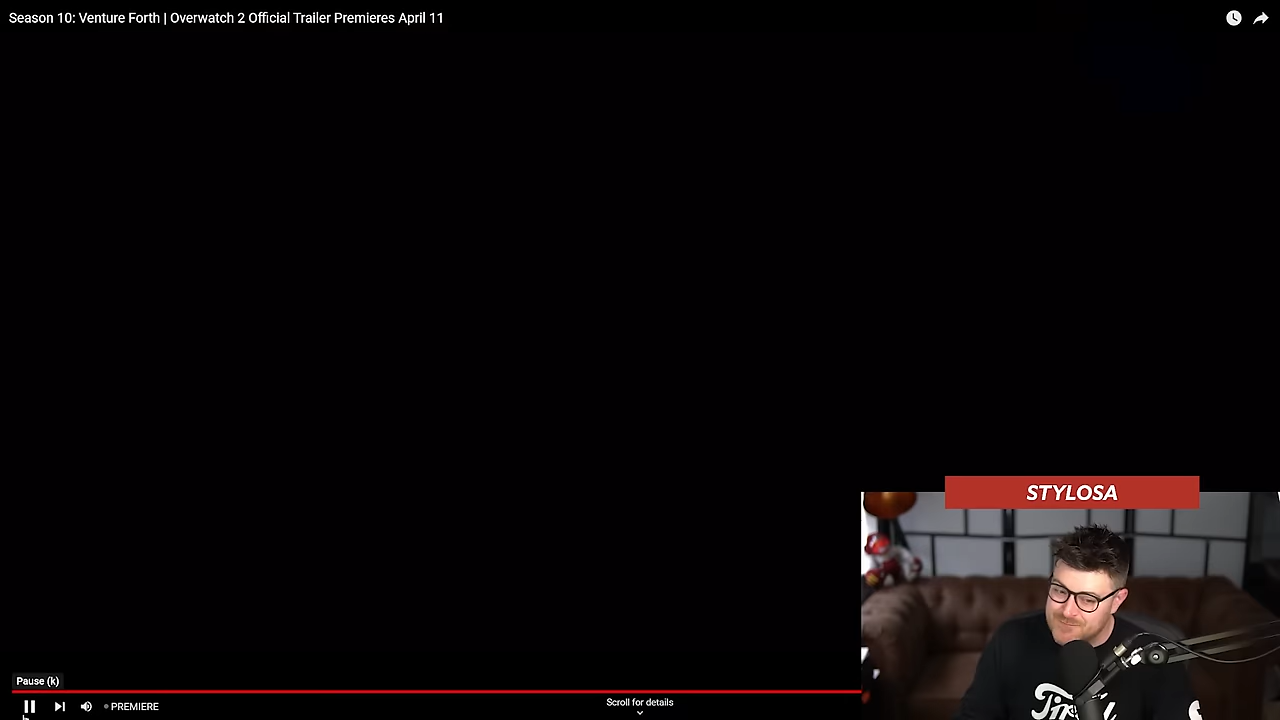 Season 10: Venture Forth | Overwatch 2 Official Trailer Premieres April 11
STYLOSA
Pause (k)
PREMIERE
Scroll for details